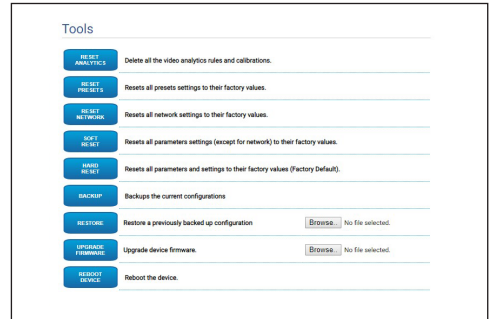 Tools
RESET
ANALYTICS
Delete all the video analytics rules and calibrations.
RESET
PRESETS
Resets all presets settings to their factory values.
RESET
NETWORK
Resets all network settings to their factory values.
SOFT
RESET
Resets all parameters settings (except for network) to their factory values.
HARD
RESET
Resets all parameters and settings to their factory values (Factory Default).
BACKUP
Backups the current configurations
RESTORE
Restore a previously backed up configuration
Browse.. No file selected.
UPGRADE
FIRMWARE
Upgrade device firmware.
Browse.. No file selected.
REBOOT
DEVICE
Reboot the device.